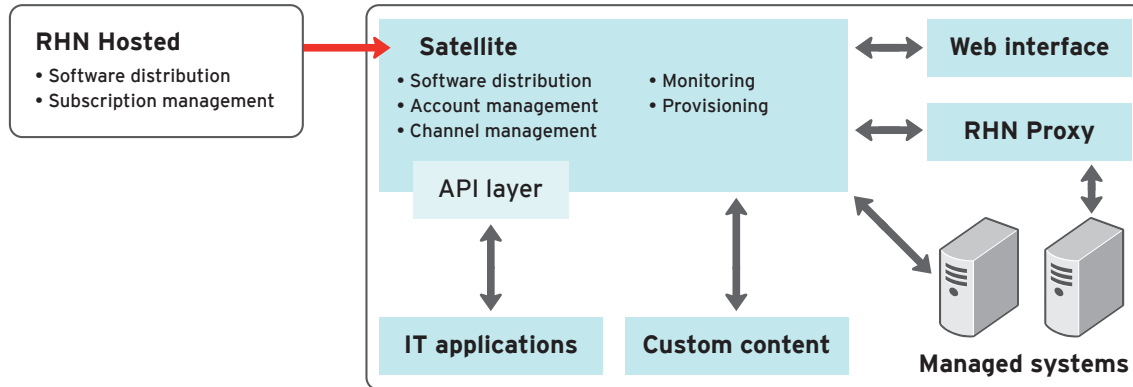 RHN Hosted
• Software distribution
• Subscription management
Satellite
• Software distribution
• Account management
• Channel management
• Monitoring
• Provisioning
API layer
Web interface
RHN Proxy
IT applications
Custom content
Managed systems